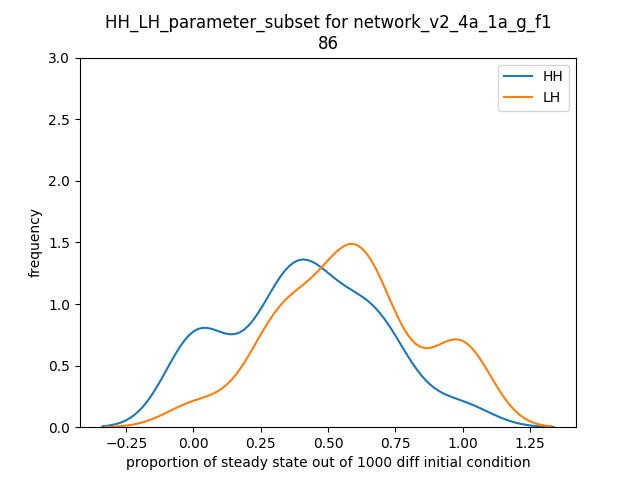 HH_LH_parameter_subset for network_v2_4a_1a_g_f1
86
3.0
2.5
2.0
1.5
1.0
0.5
0.0
frequency
HH
LH
−0.25 0.00 0.25 0.50 0.75 1.00 1.25
proportion of steady state out of 1000 diff initial condition